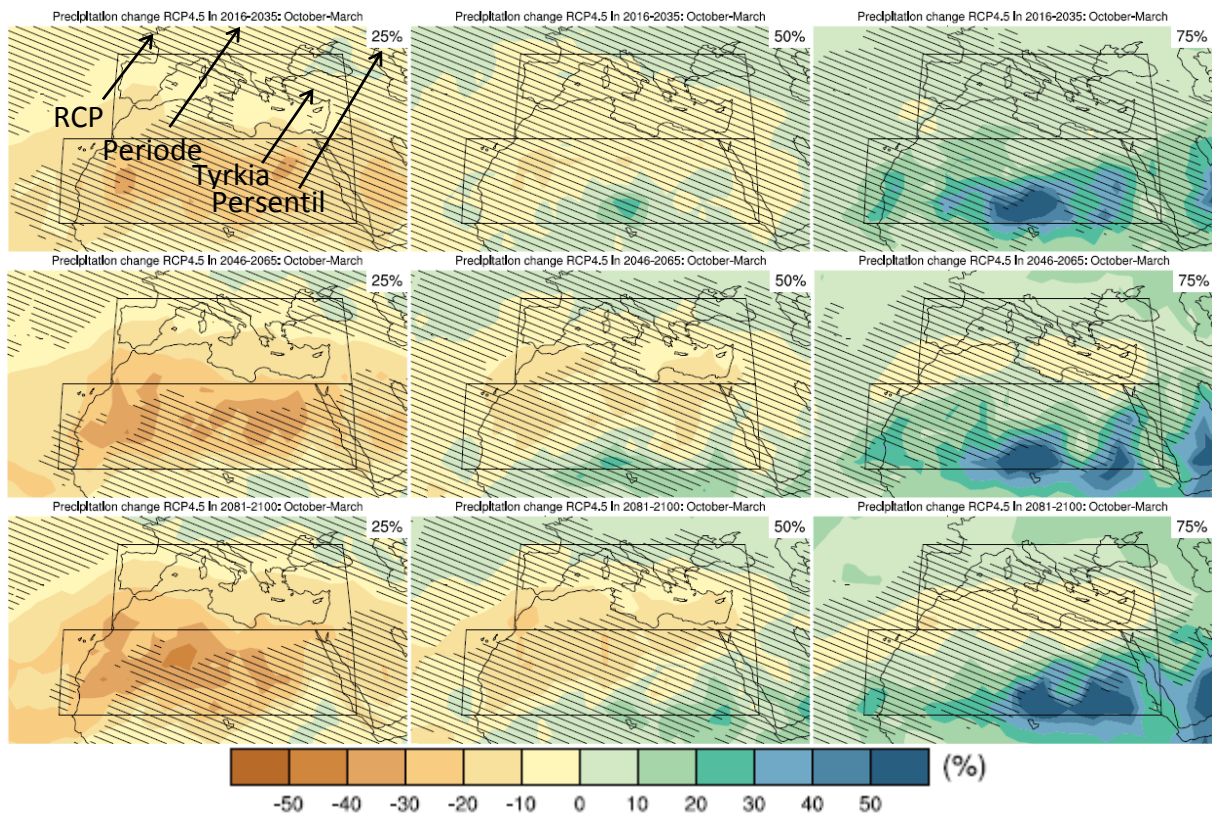 Precipitation change RCP4.5 in 2016-2035: October-March
Precipitation change RCP4.5 in 2016-2035: October-March
Precipitation change RCP4.5 in 2016-2035: October-March
25%
50%
75%
RCP
Periode
Tyrkia
Persentil
Precipitation change RCP4.5 in 2046-2065: October-March
Precipitation change RCP4.5 in 2046-2065: October-March
Precipitation change RCP4.5 in 2046-2065: October-March
25%
50%
75%
Precipitation change RCP4.5 in 2081-2100: October-March
Precipitation change RCP4.5 in 2081-2100: October-March
Precipitation change RCP4.5 in 2081-2100: October-March
25%
50%
75%
(%)
-50 -40 -30 -20 -10 0 10 20 30 40 50